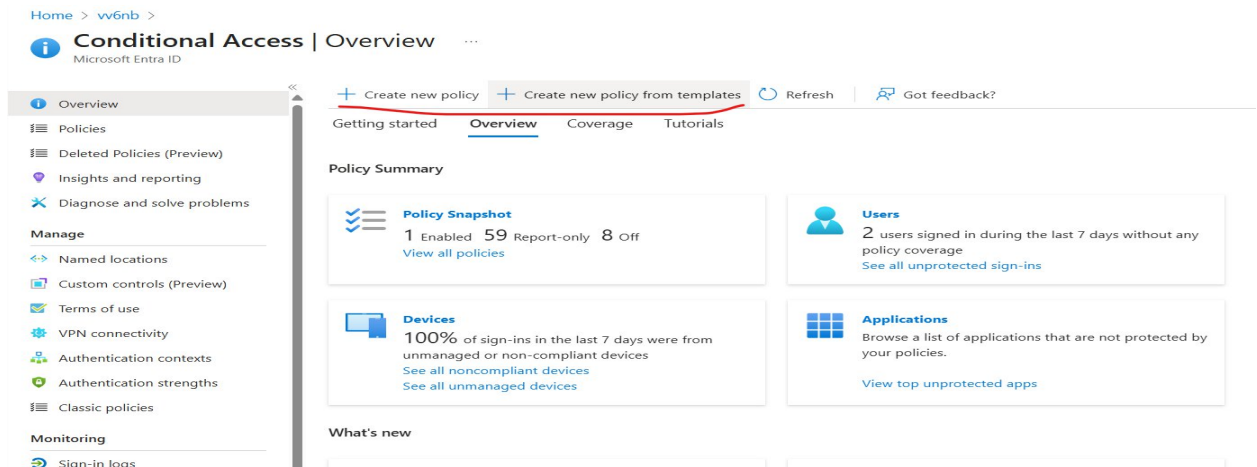 Home > vv6nb >
Conditional Access | Overview ...
Microsoft Entra ID
Overview
Policies
Deleted Policies (Preview)
Insights and reporting
Diagnose and solve problems
Manage
Named locations
Custom controls (Preview)
Terms of use
VPN connectivity
Authentication contexts
Authentication strengths
Classic policies
Monitoring
Sign-in logs
Create new policy
Create new policy from templates
Refresh
Got feedback?
Getting started Overview Coverage Tutorials
Policy Summary
Policy Snapshot
1 Enabled 59 Report-only 8 Off
View all policies
Users
2 users signed in during the last 7 days without any
policy coverage
See all unprotected sign-ins
Devices
100% of sign-ins in the last 7 days were from
unmanaged or non-compliant devices
See all noncompliant devices
See all unmanaged devices
Applications
Browse a list of applications that are not protected by
your policies.
View top unprotected apps
What's new